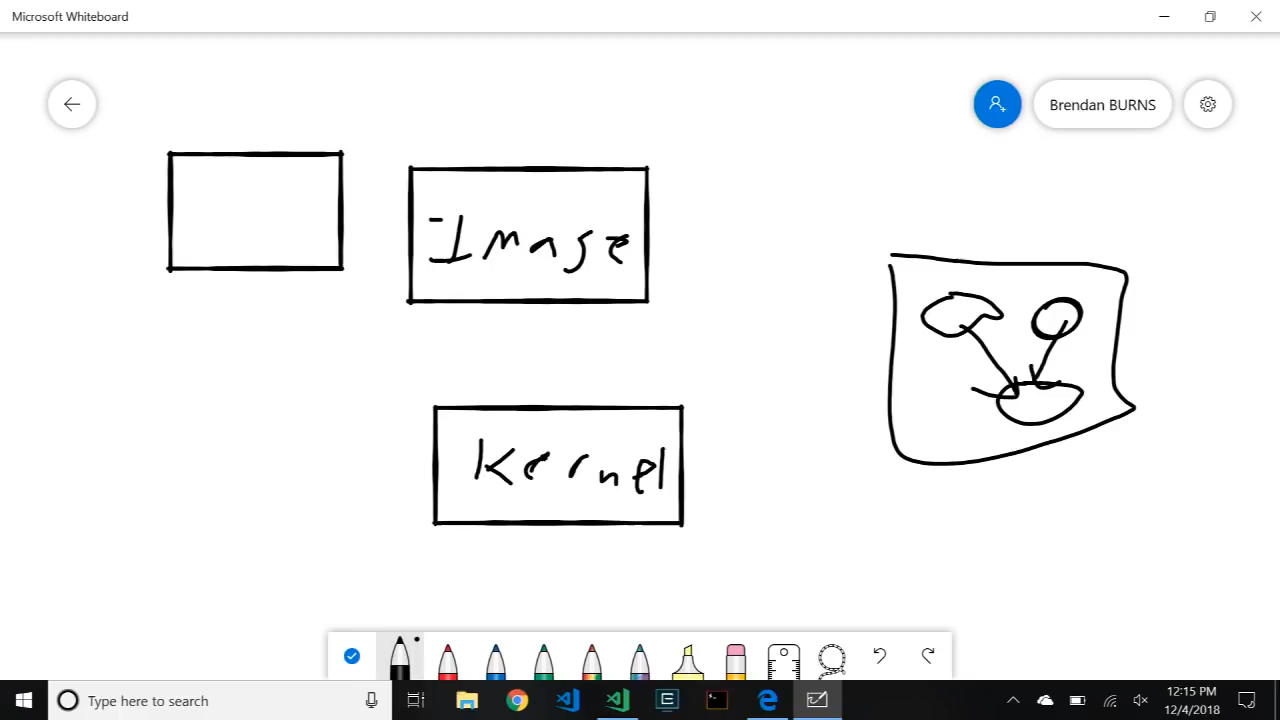 Microsoft Whiteboard
Brendan BURNS
Image
Kernel
Type here to search
12:15 PM
12/4/2018